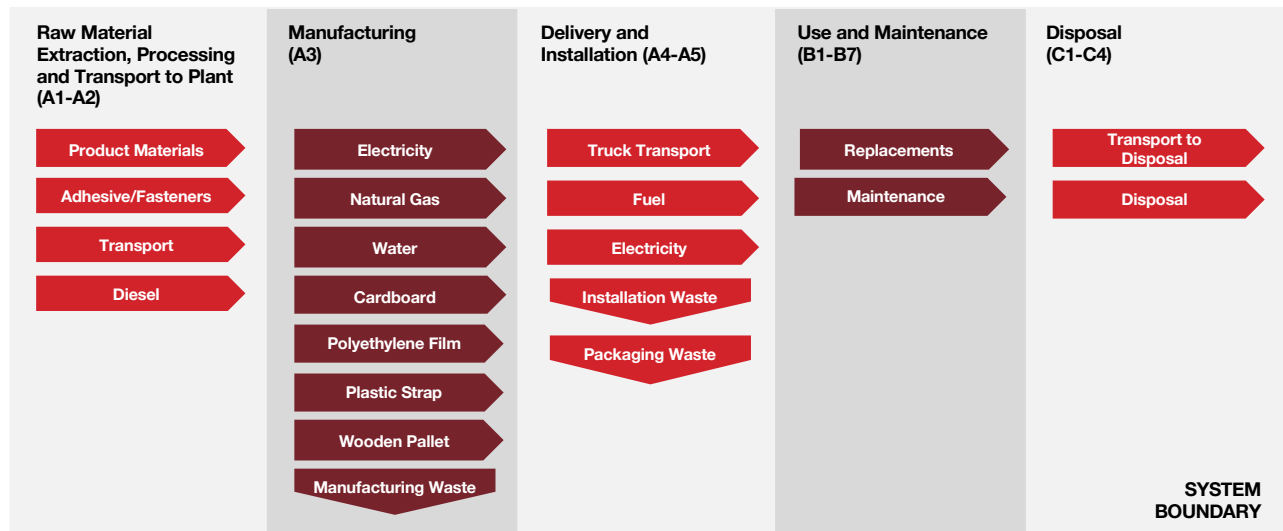 Raw Material
Extraction, Processing
and Transport to Plant
(A1-A2)
Product Materials
Adhesive/Fasteners
Transport
Diesel
Manufacturing
(A3)
Electricity
Natural Gas
Water
Cardboard
Polyethylene Film
Plastic Strap
Wooden Pallet
Manufacturing Waste
Delivery and
Installation (A4-A5)
Truck Transport
Fuel
Electricity
Installation Waste
Packaging Waste
Use and Maintenance
(B1-B7)
Replacements
Maintenance
Disposal
(C1-C4)
Transport to
Disposal
Disposal
SYSTEM
BOUNDARY